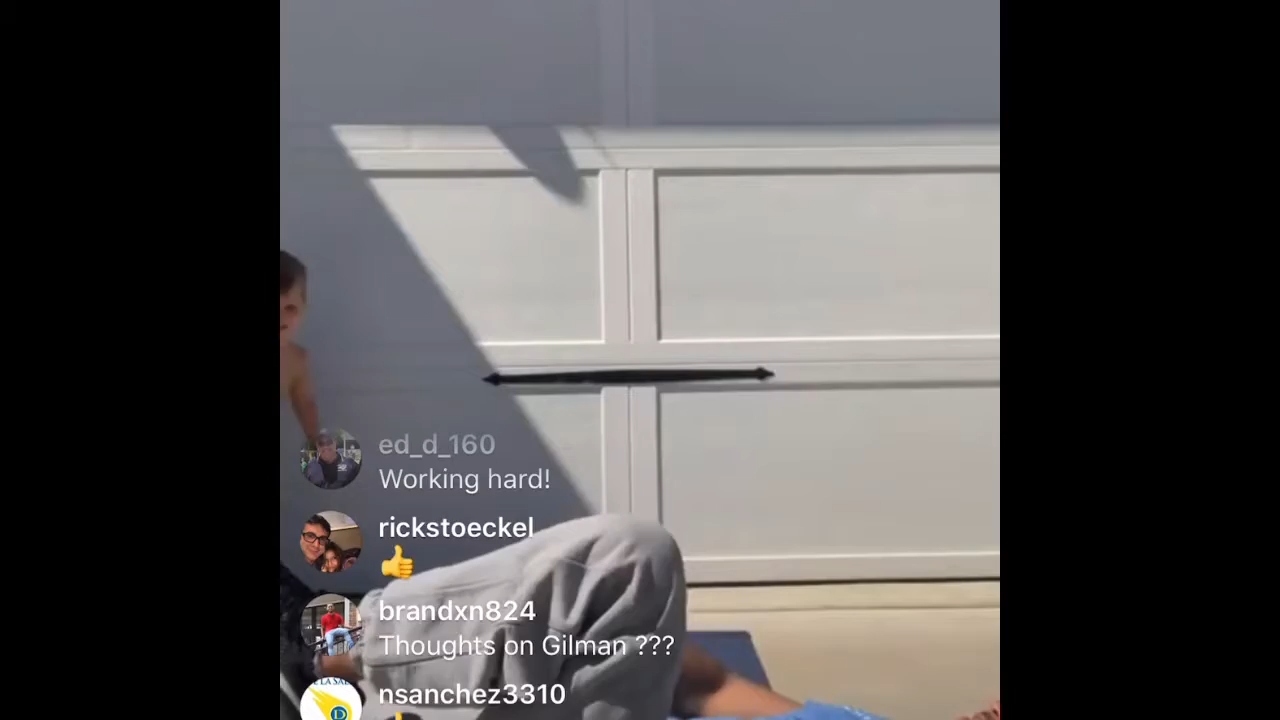 ed_d_160
Working hard!
rickstoeckel
👍
brandxn824
Thoughts on Gilman ???
nsanchez3310